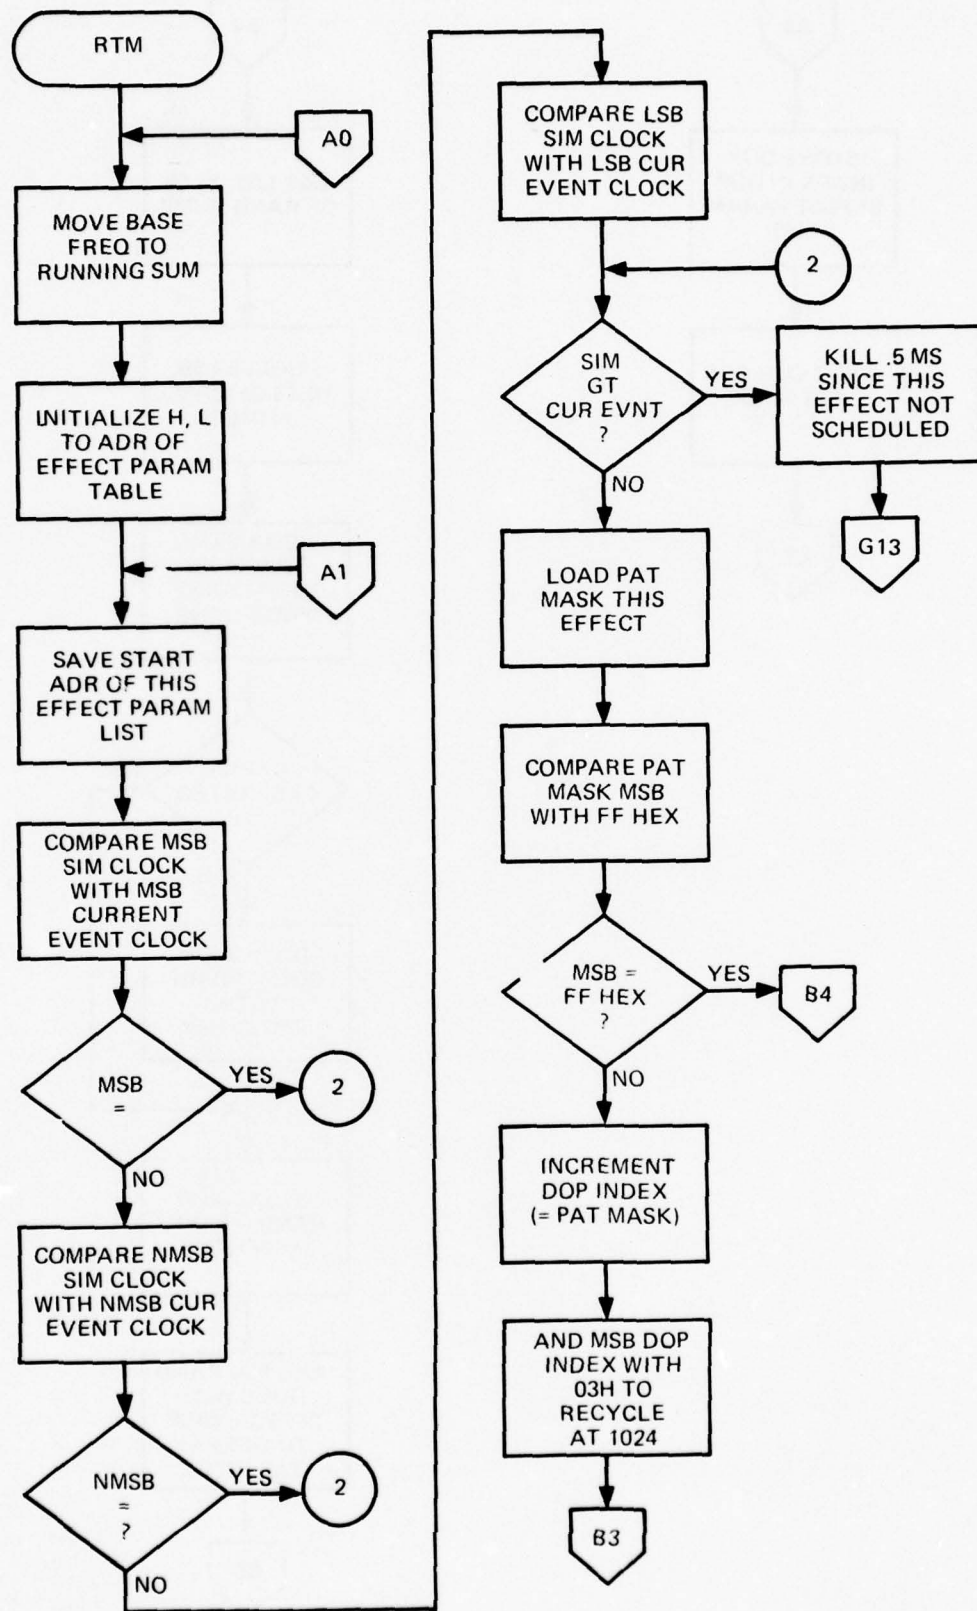 RTM
A0
MOVE BASE
FREQ TO
RUNNING SUM
INITIALIZE H, L
TO ADR OF
EFFECT PARAM
TABLE
A1
SAVE START
ADR OF THIS
EFFECT PARAM
LIST
COMPARE MSB
SIM CLOCK
WITH MSB
CURRENT
EVENT CLOCK
MSB
=
YES
2
NO
COMPARE NMSB
SIM CLOCK
WITH NMSB CUR
EVENT CLOCK
NMSB
=
?
YES
2
NO
COMPARE LSB
SIM CLOCK
WITH LSB CUR
EVENT CLOCK
2
SIM
GT
CUR EVNT
?
YES
KILL .5 MS
SINCE THIS
EFFECT NOT
SCHEDULED
G13
NO
LOAD PAT
MASK THIS
EFFECT
COMPARE PAT
MASK MSB
WITH FF HEX
MSB =
FF HEX
?
YES
B4
NO
INCREMENT
DOP INDEX
(= PAT MASK)
AND MSB DOP
INDEX WITH
03H TO
RECYCLE
AT 1024
B3